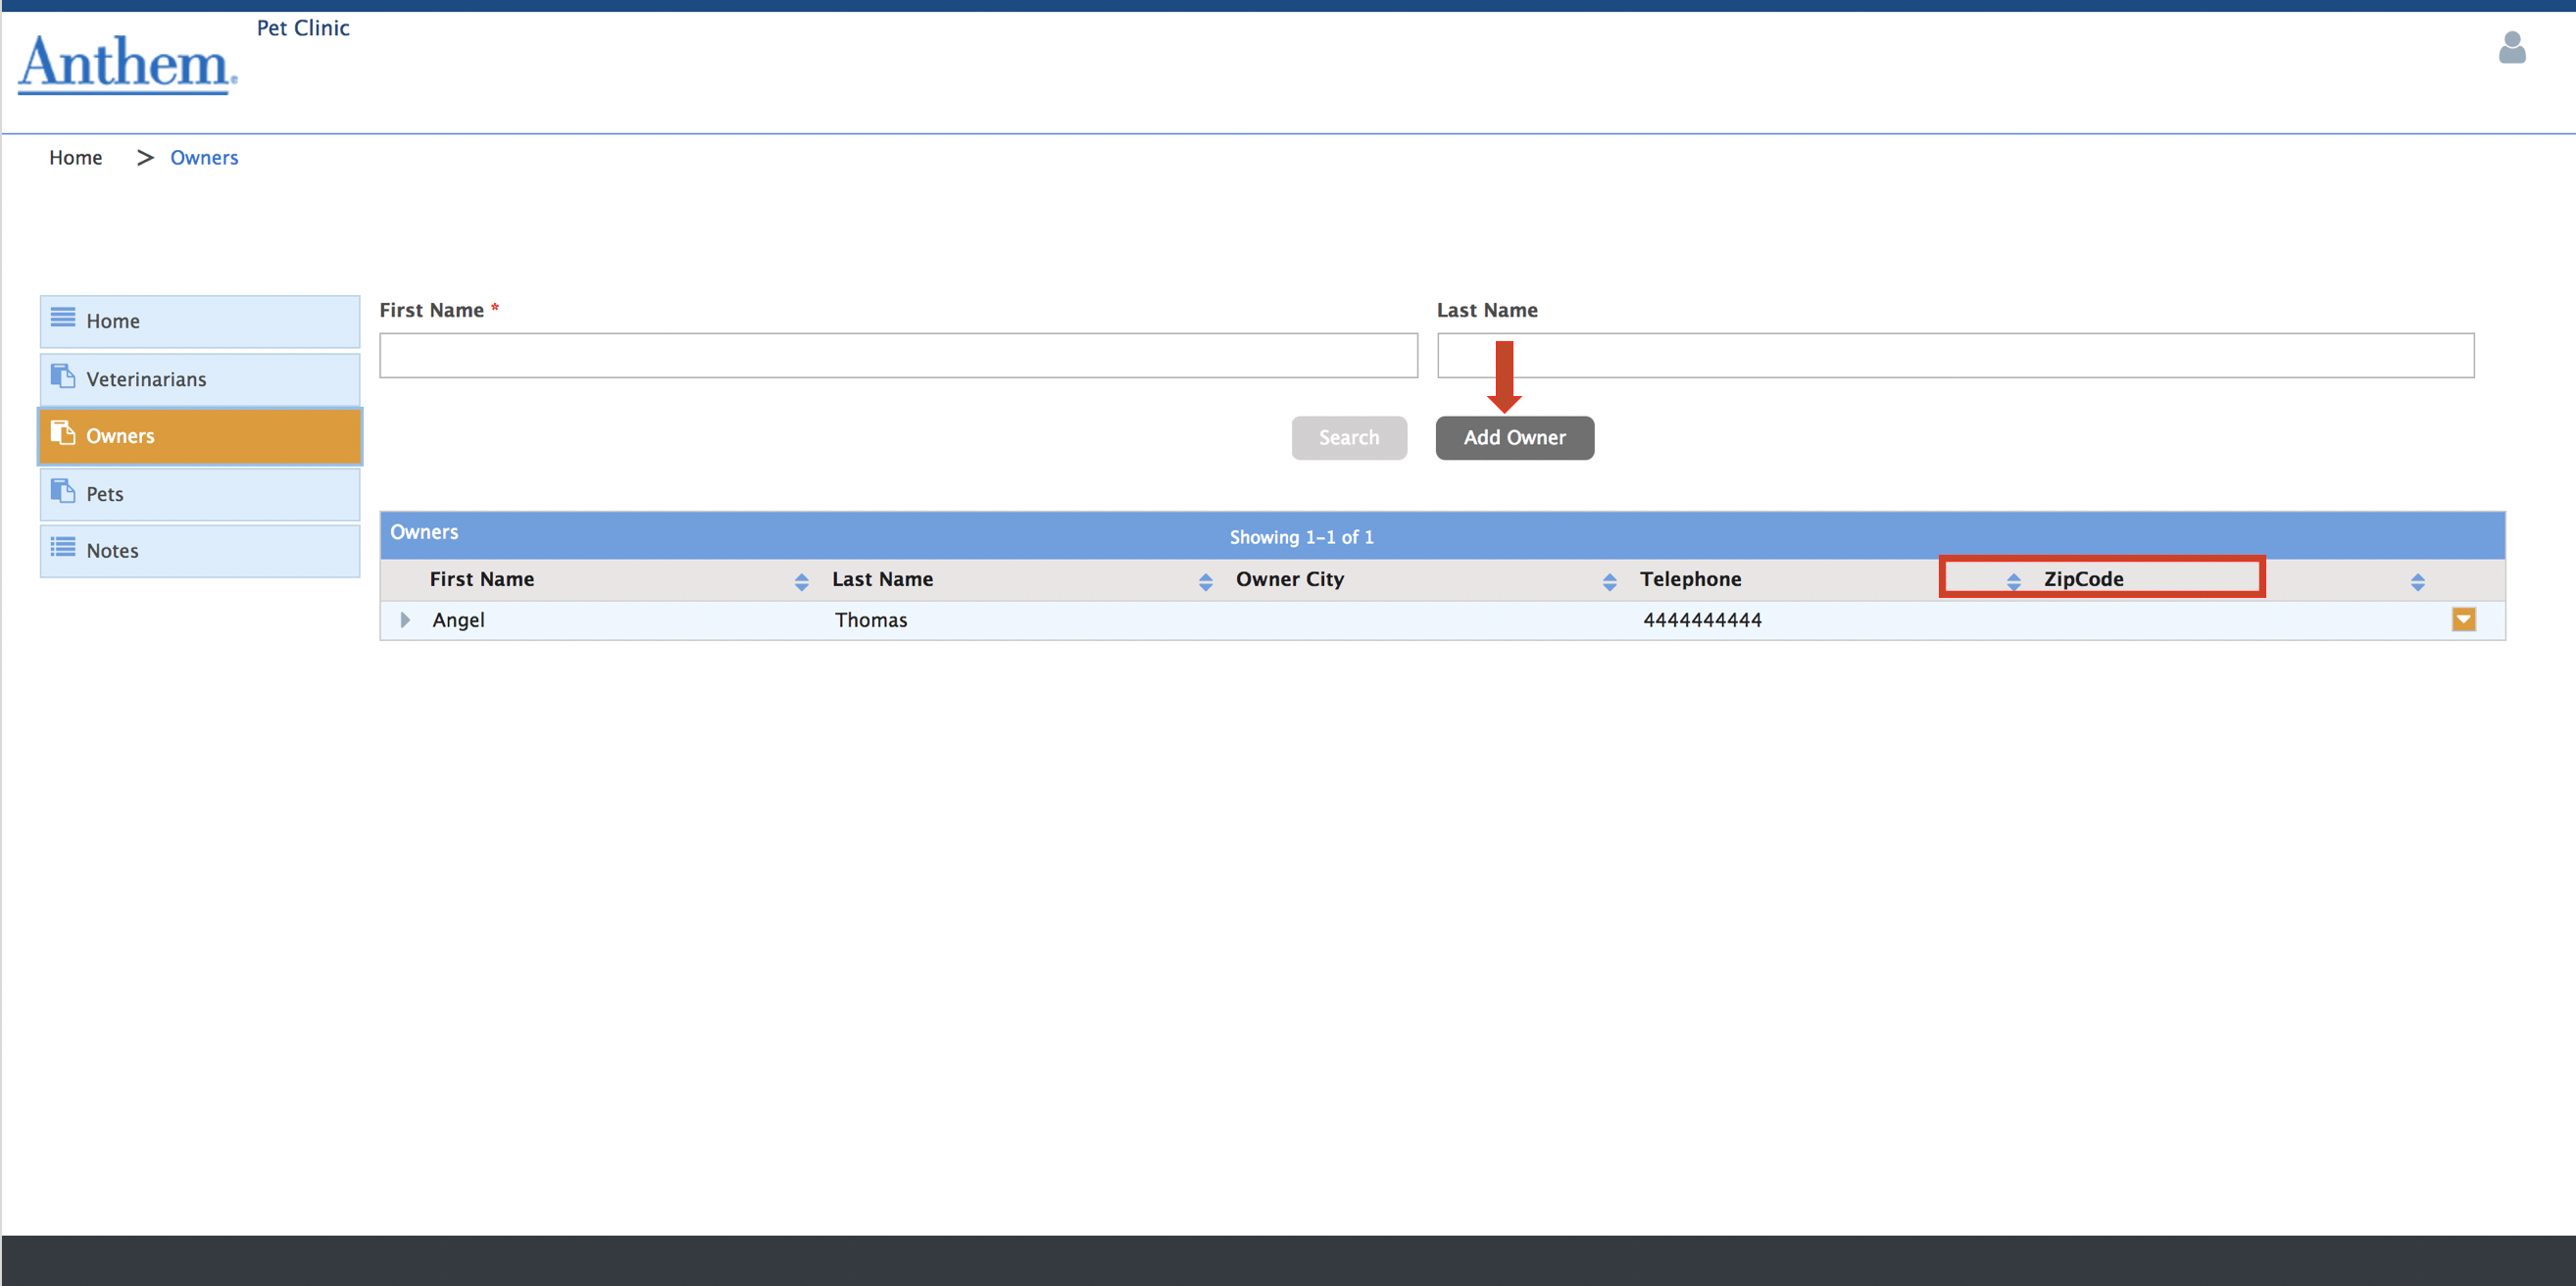 Pet Clinic
Anthem®
Home > Owners
Home
Veterinarians
Owners
Pets
Notes
First Name *
Last Name
Search
Add Owner
Owners
Showing 1-1 of 1
First Name Last Name Owner City Telephone ZipCode
Angel Thomas 4444444444